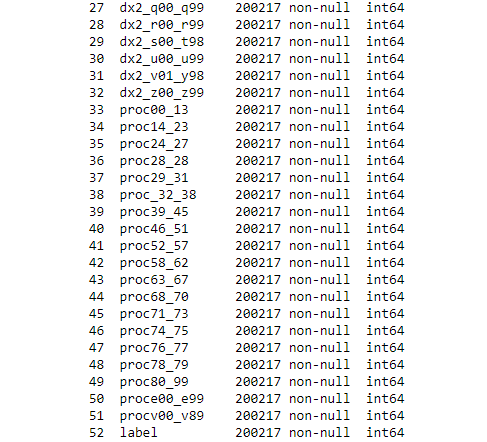 27 dx2_q00_q99 200217 non-null int64
28 dx2_r00_r99 200217 non-null int64
29 dx2_s00_t98 200217 non-null int64
30 dx2_u00_u99 200217 non-null int64
31 dx2_v01_y98 200217 non-null int64
32 dx2_z00_z99 200217 non-null int64
33 proc00_13 200217 non-null int64
34 proc14_23 200217 non-null int64
35 proc24_27 200217 non-null int64
36 proc28_28 200217 non-null int64
37 proc29_31 200217 non-null int64
38 proc_32_38 200217 non-null int64
39 proc39_45 200217 non-null int64
40 proc46_51 200217 non-null int64
41 proc52_57 200217 non-null int64
42 proc58_62 200217 non-null int64
43 proc63_67 200217 non-null int64
44 proc68_70 200217 non-null int64
45 proc71_73 200217 non-null int64
46 proc74_75 200217 non-null int64
47 proc76_77 200217 non-null int64
48 proc78_79 200217 non-null int64
49 proc80_99 200217 non-null int64
50 proce00_e99 200217 non-null int64
51 procv00_v89 200217 non-null int64
52 label 200217 non-null int64